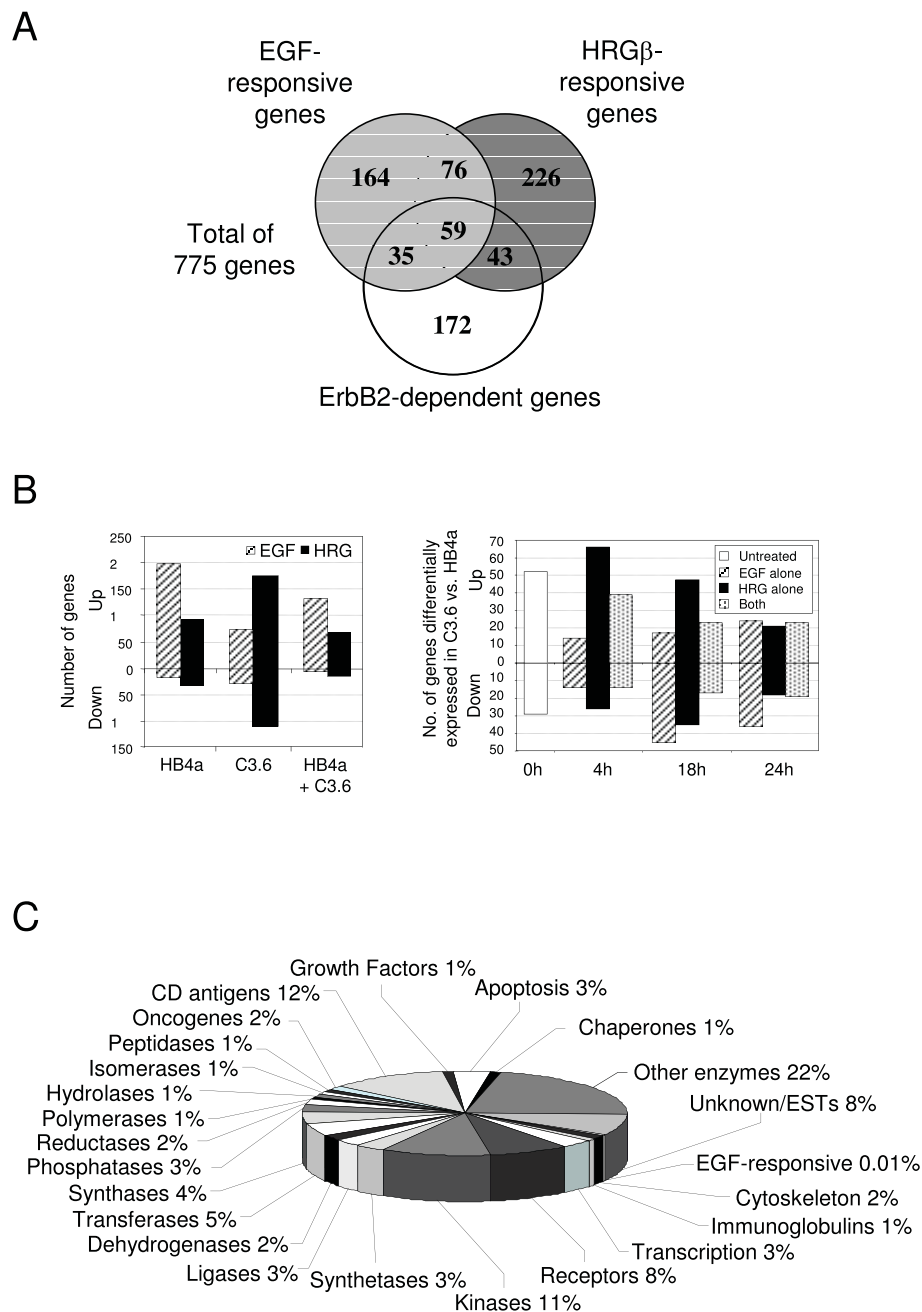 A
EGF-
responsive
genes
HRGβ-
responsive
genes
164
76
226
59
35
43
172
Total of
775 genes
ErbB2-dependent genes
B
Number of genes
Up
Down
250
2
150
1
50
0
50
1
150
EGF HRG
HB4a
C3.6
HB4a
+ C3.6
No. of genes differentially
expressed in C3.6 vs. HB4a
Up
Down
70
60
50
40
30
20
10
0
10
20
30
40
50
Untreated
EGF alone
HRG alone
Both
0h
4h
18h
24h
C
Growth Factors 1%
Apoptosis 3%
CD antigens 12%
Chaperones 1%
Oncogenes 2%
Peptidases 1%
Isomerases 1%
Other enzymes 22%
Hydrolases 1%
Unknown/ESTs 8%
Polymerases 1%
Reductases 2%
Phosphatases 3%
EGF-responsive 0.01%
Synthases 4%
Cytoskeleton 2%
Transferases 5%
Immunoglobulins 1%
Dehydrogenases 2%
Transcription 3%
Ligases 3%
Synthetases 3%
Receptors 8%
Kinases 11%